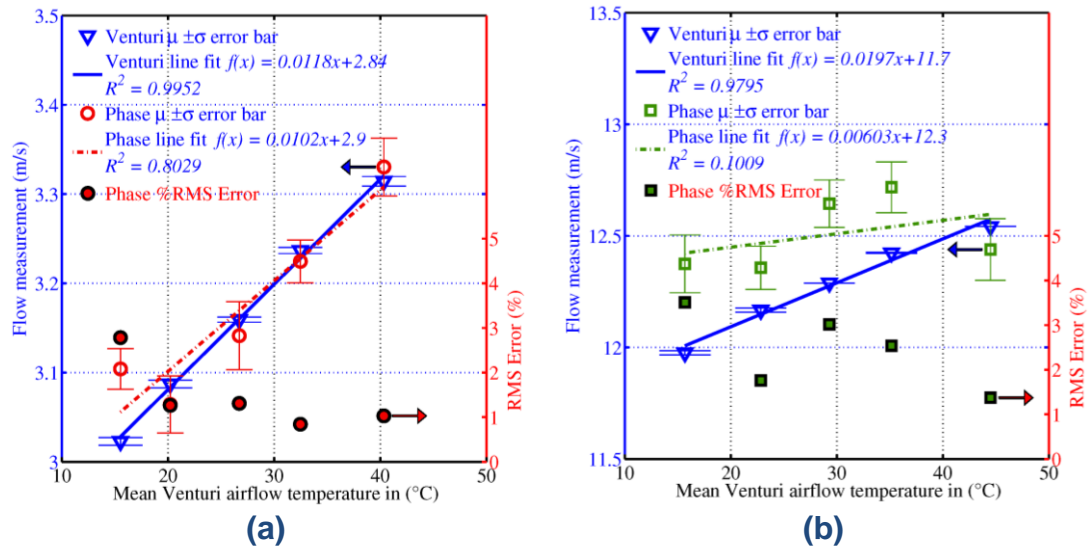 3.5
3.4
3.3
3.2
3.1
3
Flow measurement (m/s)
Venturi μ ±σ error bar
Venturi line fit f(x) = 0.0118x+2.84
R² = 0.9952
Phase μ ±σ error bar
Phase line fit f(x) = 0.0102x+2.9
R² = 0.8029
Phase %RMS Error
5
4
3
2
1
0
RMS Error (%)
10 20 30 40 50
Mean Venturi airflow temperature in (°C)
(a)
13.5
13
12.5
12
11.5
Flow measurement (m/s)
Venturi μ ±σ error bar
Venturi line fit f(x) = 0.0197x+11.7
R² = 0.9795
Phase μ ±σ error bar
Phase line fit f(x) = 0.00603x+12.3
R² = 0.1009
Phase %RMS Error
5
4
3
2
1
0
RMS Error (%)
10 20 30 40 50
Mean Venturi airflow temperature in (°C)
(b)